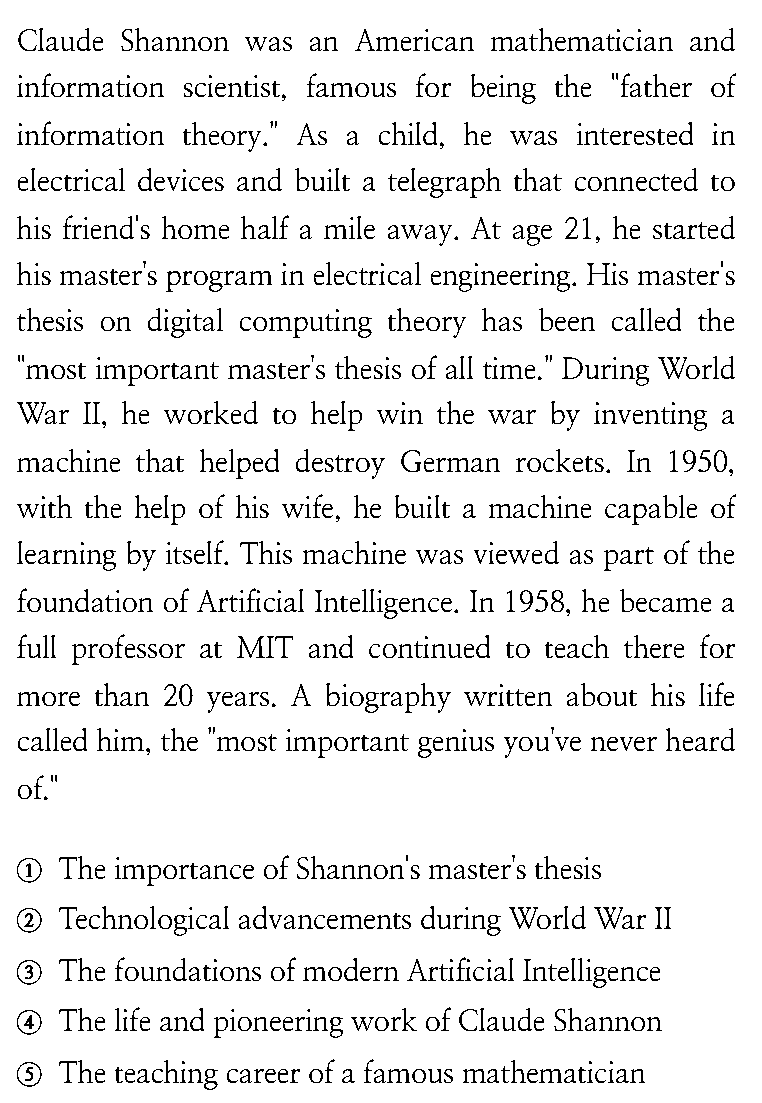 Claude Shannon was an American mathematician and
information scientist, famous for being the "father of
information theory." As a child, he was interested in
electrical devices and built a telegraph that connected to
his friend's home half a mile away. At age 21, he started
his master's program in electrical engineering. His master's
thesis on digital computing theory has been called the
"most important master's thesis of all time." During World
War II, he worked to help win the war by inventing a
machine that helped destroy German rockets. In 1950,
with the help of his wife, he built a machine capable of
learning by itself. This machine was viewed as part of the
foundation of Artificial Intelligence. In 1958, he became a
full professor at MIT and continued to teach there for
more than 20 years. A biography written about his life
called him, the "most important genius you've never heard
of."
① The importance of Shannon's master's thesis
② Technological advancements during World War II
③ The foundations of modern Artificial Intelligence
④ The life and pioneering work of Claude Shannon
⑤ The teaching career of a famous mathematician